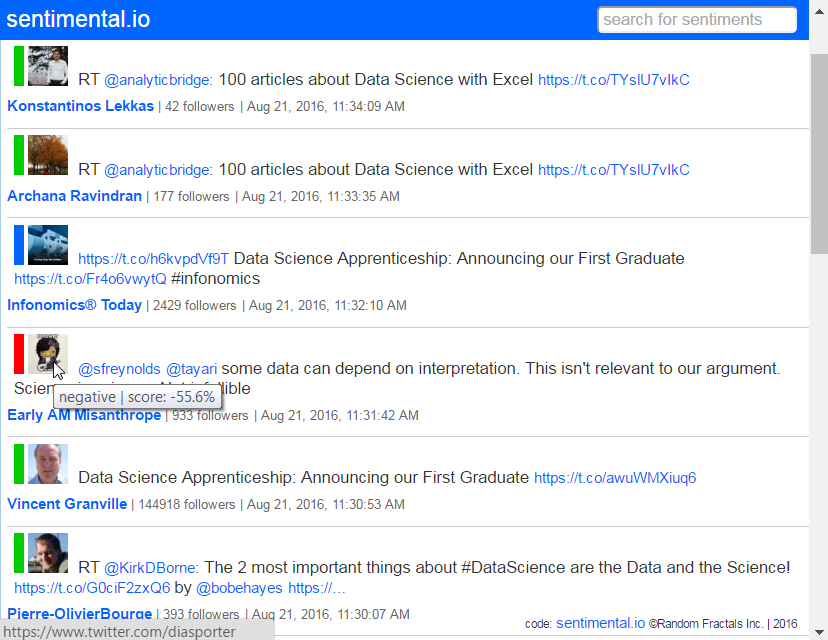 sentimental.io
search for sentiments
RT @analyticbridge: 100 articles about Data Science with Excel https://t.co/TYslU7vIkC
Konstantinos Lekkas | 42 followers | Aug 21, 2016, 11:34:09 AM
RT @analyticbridge: 100 articles about Data Science with Excel https://t.co/TYslU7vIkC
Archana Ravindran | 177 followers | Aug 21, 2016, 11:33:35 AM
https://t.co/h6kvpdVf9T Data Science Apprenticeship: Announcing our First Graduate
https://t.co/Fr4o6vwytQ #infonomics
Infonomics® Today | 2429 followers | Aug 21, 2016, 11:32:10 AM
@sfreynolds @tayari some data can depend on interpretation. This isn't relevant to our argument.
negative | score: -55.6%
Early AM Misanthrope | 933 followers | Aug 21, 2016, 11:31:42 AM
Data Science Apprenticeship: Announcing our First Graduate https://t.co/awuWMXiuq6
Vincent Granville | 144918 followers | Aug 21, 2016, 11:30:53 AM
RT @KirkDBorne: The 2 most important things about #DataScience are the Data and the Science!
https://t.co/G0ciF2zxQ6 by @bobehayes https://…
Pierre-OlivierBourge | 393 followers | Aug 21, 2016, 11:30:07 AM
code: sentimental.io ©Random Fractals Inc. | 2016
https://www.twitter.com/diasporter